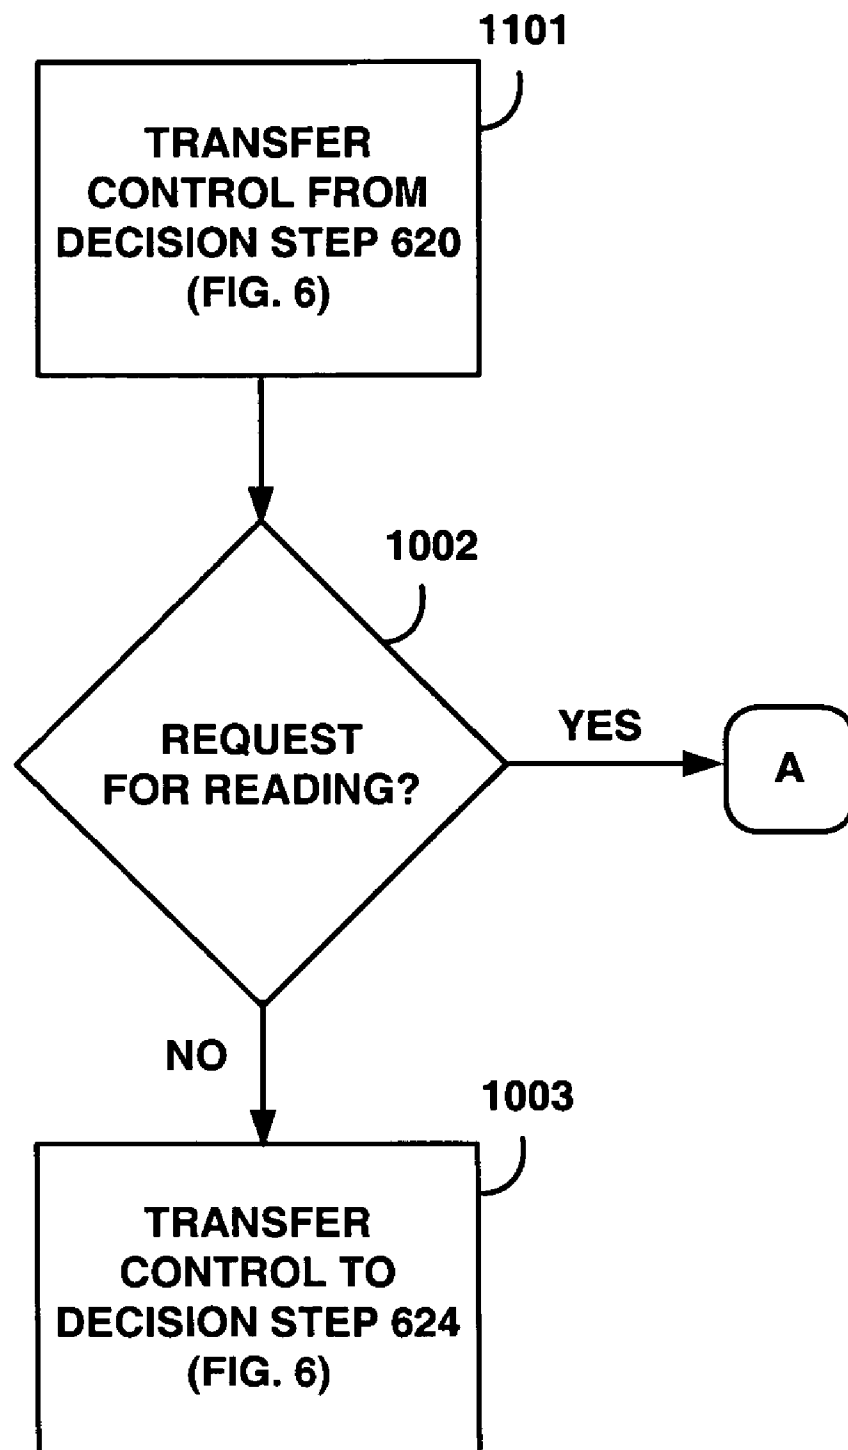 1101
TRANSFER
CONTROL FROM
DECISION STEP 620
(FIG. 6)
1002
REQUEST
FOR READING?
YES
A
NO
1003
TRANSFER
CONTROL TO
DECISION STEP 624
(FIG. 6)